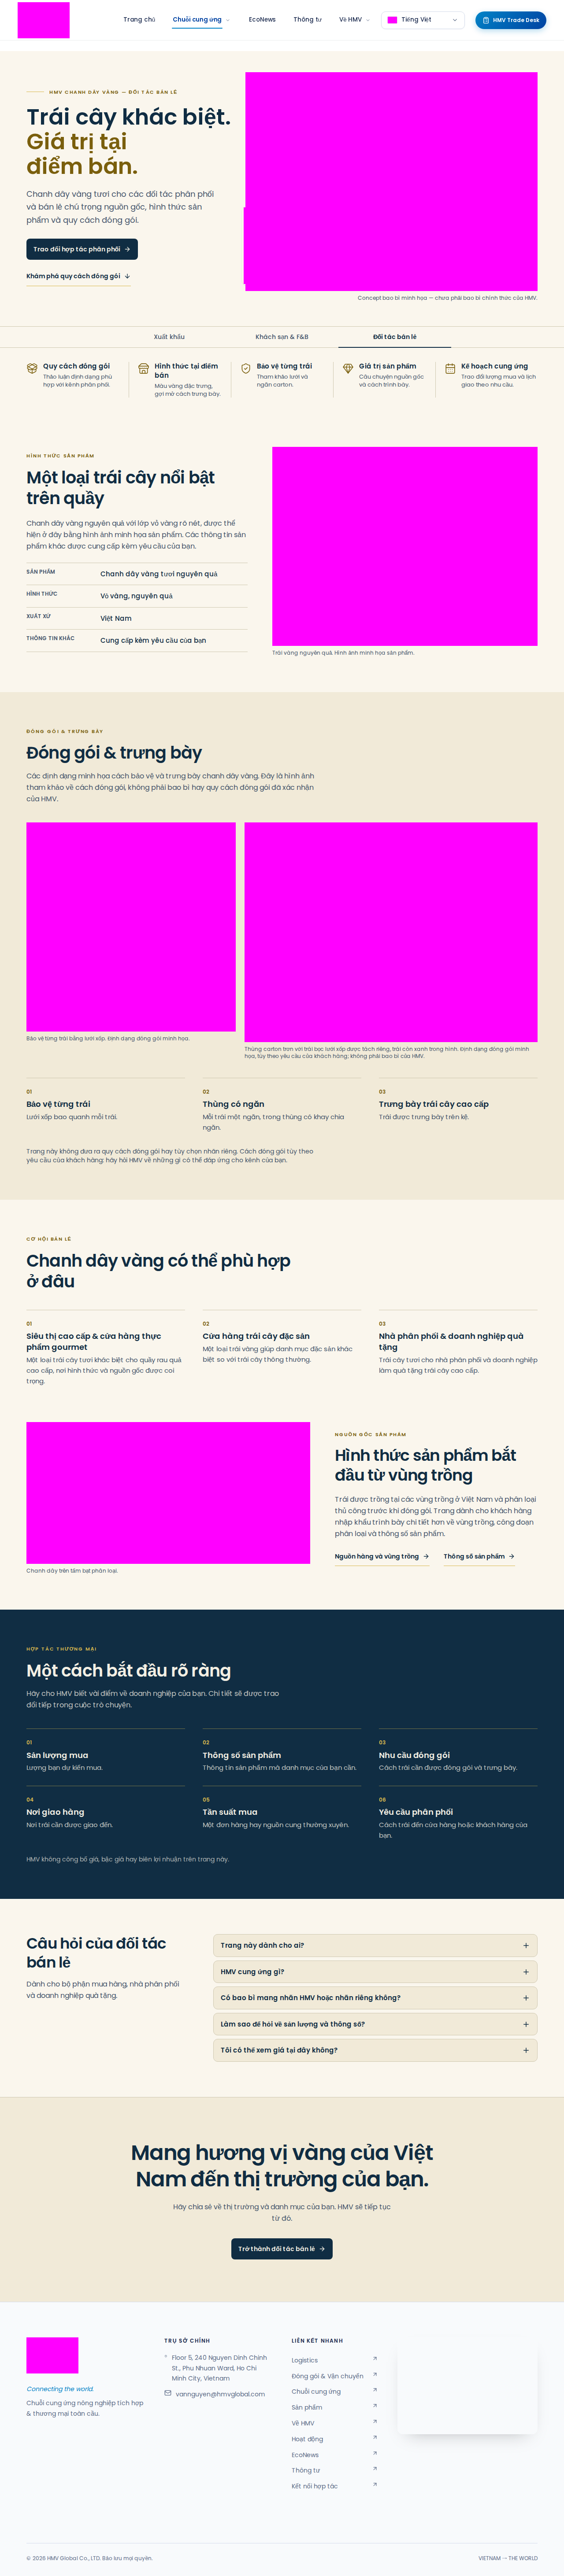 Trang chủ
Chuỗi cung ứng
EcoNews
Thông tư
Về HMV
Tiếng Việt
HMV Trade Desk
HMV CHANH DÂY VÀNG — ĐỐI TÁC BÁN LẺ
Trái cây khác biệt.
Giá trị tại
điểm bán.
Chanh dây vàng tươi cho các đối tác phân phối
và bán lẻ chú trọng nguồn gốc, hình thức sản
phẩm và quy cách đóng gói.
Trao đổi hợp tác phân phối
Khám phá quy cách đóng gói
Concept bao bì minh họa — chưa phải bao bì chính thức của HMV.
Xuất khẩu
Khách sạn & F&B
Đối tác bán lẻ
Quy cách đóng gói
Thảo luận định dạng phù
hợp với kênh phân phối.
Hình thức tại điểm
bán
Màu vàng đặc trưng,
gợi mở cách trưng bày.
Bảo vệ từng trái
Tham khảo lưới và
ngăn carton.
Giá trị sản phẩm
Câu chuyện nguồn gốc
và cách trình bày.
Kế hoạch cung ứng
Trao đổi lượng mua và lịch
giao theo nhu cầu.
HÌNH THỨC SẢN PHẨM
Một loại trái cây nổi bật
trên quầy
Chanh dây vàng nguyên quả với lớp vỏ vàng rõ nét, được thể
hiện ở đây bằng hình ảnh minh họa sản phẩm. Các thông tin sản
phẩm khác được cung cấp kèm yêu cầu của bạn.
SẢN PHẨM
Chanh dây vàng tươi nguyên quả
HÌNH THỨC
Vỏ vàng, nguyên quả
XUẤT XỨ
Việt Nam
THÔNG TIN KHÁC
Cung cấp kèm yêu cầu của bạn
Trái vàng nguyên quả. Hình ảnh minh họa sản phẩm.
ĐÓNG GÓI & TRƯNG BÀY
Đóng gói & trưng bày
Các định dạng minh họa cách bảo vệ và trưng bày chanh dây vàng. Đây là hình ảnh
tham khảo về cách đóng gói, không phải bao bì hay quy cách đóng gói đã xác nhận
của HMV.
Bảo vệ từng trái bằng lưới xốp. Định dạng đóng gói minh họa.
Thùng carton trơn với trái bọc lưới xốp được tách riêng, trái còn xanh trong hình. Định dạng đóng gói minh
họa, tùy theo yêu cầu của khách hàng; không phải bao bì của HMV.
01
Bảo vệ từng trái
Lưới xốp bao quanh mỗi trái.
02
Thùng có ngăn
Mỗi trái một ngăn, trong thùng có khay chia
ngăn.
03
Trưng bày trái cây cao cấp
Trái được trưng bày trên kệ.
Trang này không đưa ra quy cách đóng gói hay tùy chọn nhãn riêng. Cách đóng gói tùy theo
yêu cầu của khách hàng: hãy hỏi HMV về những gì có thể đáp ứng cho kênh của bạn.
CƠ HỘI BÁN LẺ
Chanh dây vàng có thể phù hợp
ở đâu
01
Siêu thị cao cấp & cửa hàng thực
phẩm gourmet
Một loại trái cây tươi khác biệt cho quầy rau quả
cao cấp, nơi hình thức và nguồn gốc được coi
trọng.
02
Cửa hàng trái cây đặc sản
Một loại trái vàng giúp danh mục đặc sản khác
biệt so với trái cây thông thường.
03
Nhà phân phối & doanh nghiệp quà
tặng
Trái cây tươi cho nhà phân phối và doanh nghiệp
làm quà tặng trái cây cao cấp.
Chanh dây trên tấm bạt phân loại.
NGUỒN GỐC SẢN PHẨM
Hình thức sản phẩm bắt
đầu từ vùng trồng
Trái được trồng tại các vùng trồng ở Việt Nam và phân loại
thủ công trước khi đóng gói. Trang dành cho khách hàng
nhập khẩu trình bày chi tiết hơn về vùng trồng, công đoạn
phân loại và thông số sản phẩm.
Nguồn hàng và vùng trồng
Thông số sản phẩm
HỢP TÁC THƯƠNG MẠI
Một cách bắt đầu rõ ràng
Hãy cho HMV biết vài điểm về doanh nghiệp của bạn. Chi tiết sẽ được trao
đổi tiếp trong cuộc trò chuyện.
01
Sản lượng mua
Lượng bạn dự kiến mua.
02
Thông số sản phẩm
Thông tin sản phẩm mà danh mục của bạn cần.
03
Nhu cầu đóng gói
Cách trái cần được đóng gói và trưng bày.
04
Nơi giao hàng
Nơi trái cần được giao đến.
05
Tần suất mua
Một đơn hàng hay nguồn cung thường xuyên.
06
Yêu cầu phân phối
Cách trái đến cửa hàng hoặc khách hàng của
bạn.
HMV không công bố giá, bậc giá hay biên lợi nhuận trên trang này.
Câu hỏi của đối tác
bán lẻ
Dành cho bộ phận mua hàng, nhà phân phối
và doanh nghiệp quà tặng.
Trang này dành cho ai?
HMV cung ứng gì?
Có bao bì mang nhãn HMV hoặc nhãn riêng không?
Làm sao để hỏi về sản lượng và thông số?
Tôi có thể xem giá tại đây không?
Mang hương vị vàng của Việt
Nam đến thị trường của bạn.
Hãy chia sẻ về thị trường và danh mục của bạn. HMV sẽ tiếp tục
từ đó.
Trở thành đối tác bán lẻ
Connecting the world.
Chuỗi cung ứng nông nghiệp tích hợp
& thương mại toàn cầu.
TRỤ SỞ CHÍNH
Floor 5, 240 Nguyen Dinh Chinh
St., Phu Nhuan Ward, Ho Chi
Minh City, Vietnam
vannguyen@hmvglobal.com
LIÊN KẾT NHANH
Logistics
Đóng gói & Vận chuyển
Chuỗi cung ứng
Sản phẩm
Về HMV
Hoạt động
EcoNews
Thông tư
Kết nối hợp tác
© 2026 HMV Global Co., LTD. Bảo lưu mọi quyền.
VIETNAM → THE WORLD